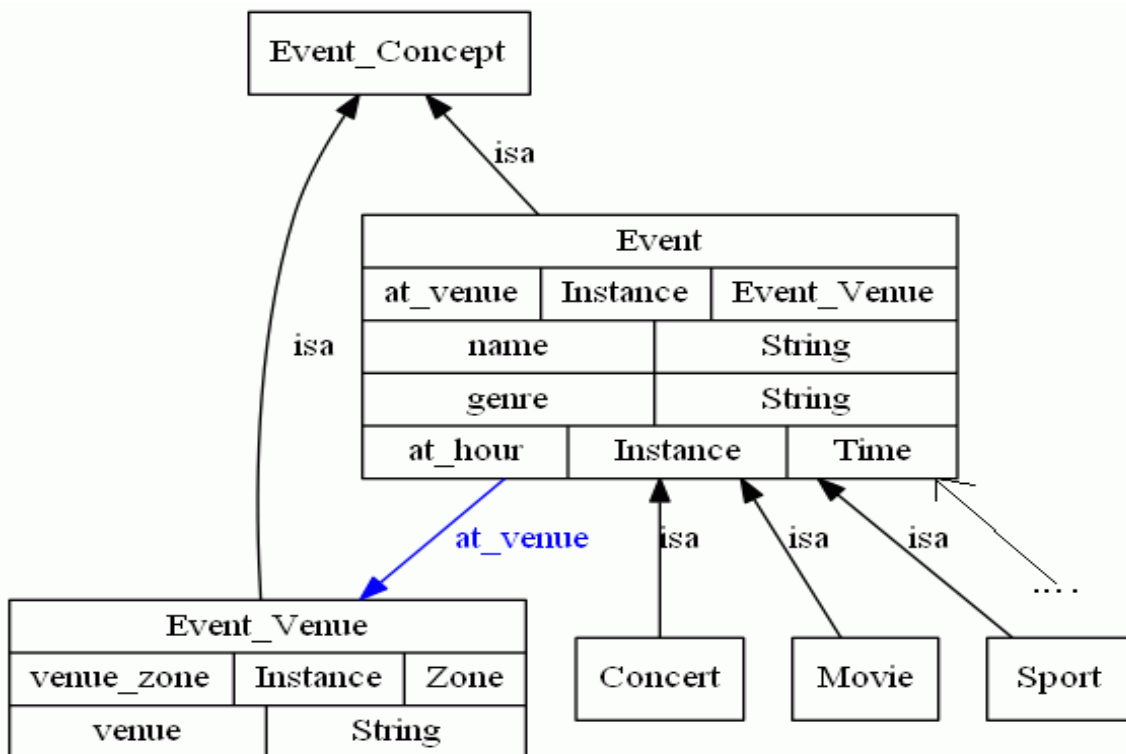 Event_Concept
isa
Event
at_venue Instance Event_Venue
name String
isa
genre String
at_hour Instance Time
at_venue isa isa isa
....
Event_Venue
venue_zone Instance Zone
Concert Movie Sport
venue String